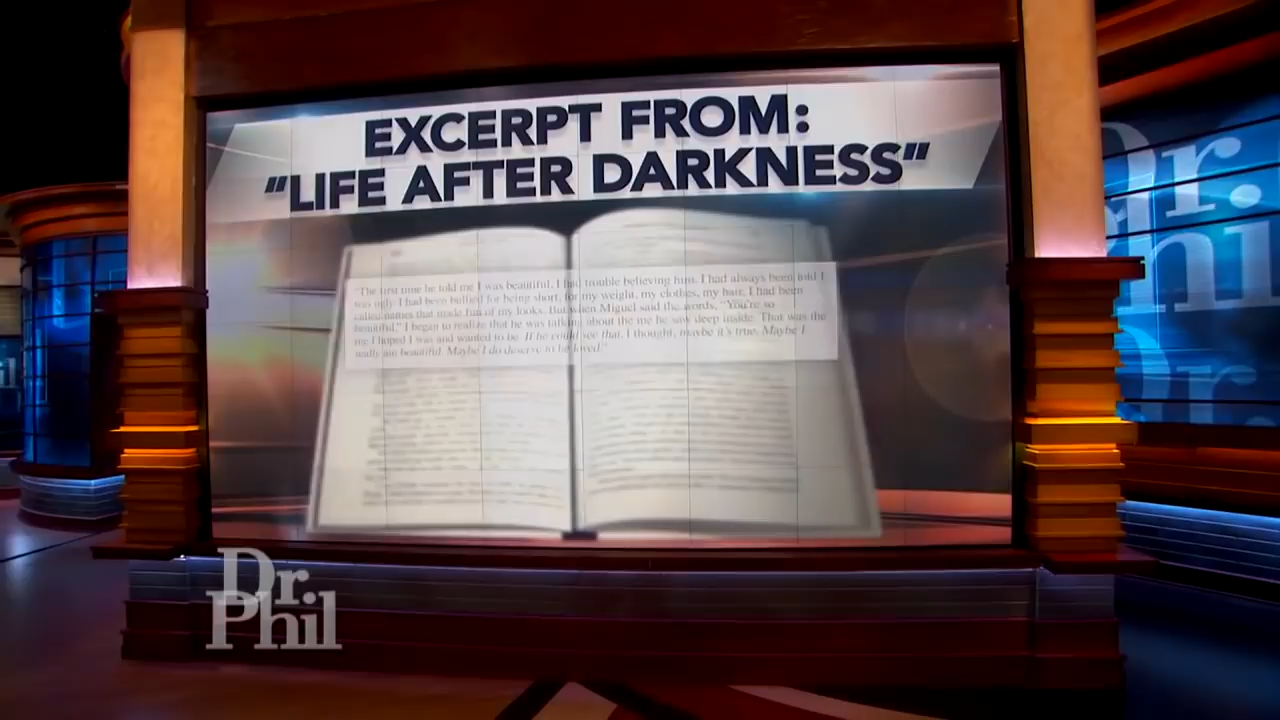 EXCERPT FROM:
"LIFE AFTER DARKNESS"
"The first time he told me I was beautiful, I had trouble believing him. I had always been told I
was ugly. I had been bullied for being short, for my weight, my clothes, my hair. I had been
called names that made fun of my looks. But when Miguel said the words, "You're so
beautiful," I began to realize that he was talking about the me he saw deep inside. That was the
me I hoped I was and wanted to be. If he could see that, I thought, maybe it's true. Maybe I
really am beautiful. Maybe I do deserve to be loved."
Dr.
Phil
Dr.
Phil
Dr.